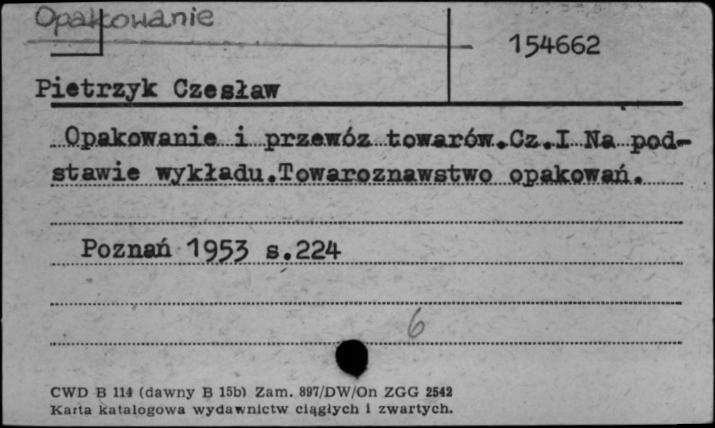 Opakowanie
154662
Pietrzyk Czesław
Opakowanie i przewóz towarów.Cz.I Na pod-
stawie wykładu.Towaroznawstwo opakowań.
Poznań 1953 s.224
6
CWD B 114 (dawny B 15b) Zam. 897/DW/On ZGG 2542
Karta katalogowa wydawnictw ciągłych i zwartych.